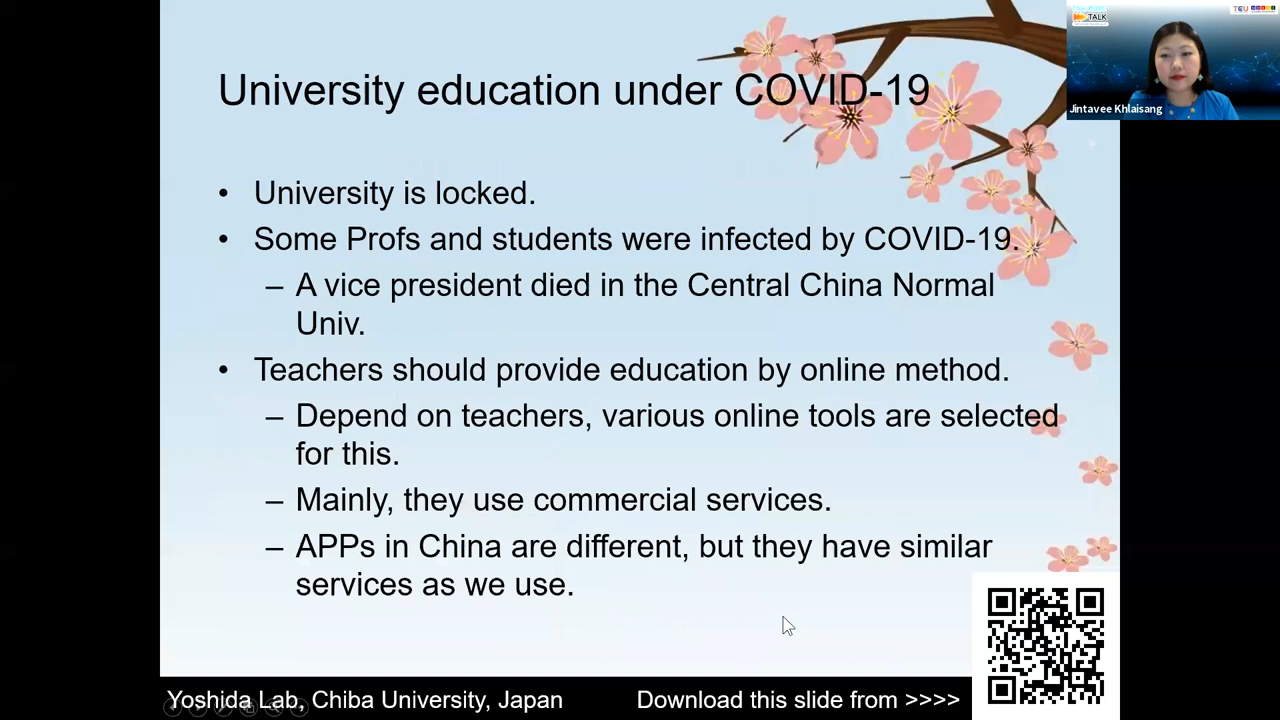 University education under COVID-19
• University is locked.
• Some Profs and students were infected by COVID-19.
– A vice president died in the Central China Normal
Univ.
• Teachers should provide education by online method.
– Depend on teachers, various online tools are selected
for this.
– Mainly, they use commercial services.
– APPs in China are different, but they have similar
services as we use.
Yoshida Lab, Chiba University, Japan
Download this slide from >>>>
TALK
TCU
Jintavee Khlaisang